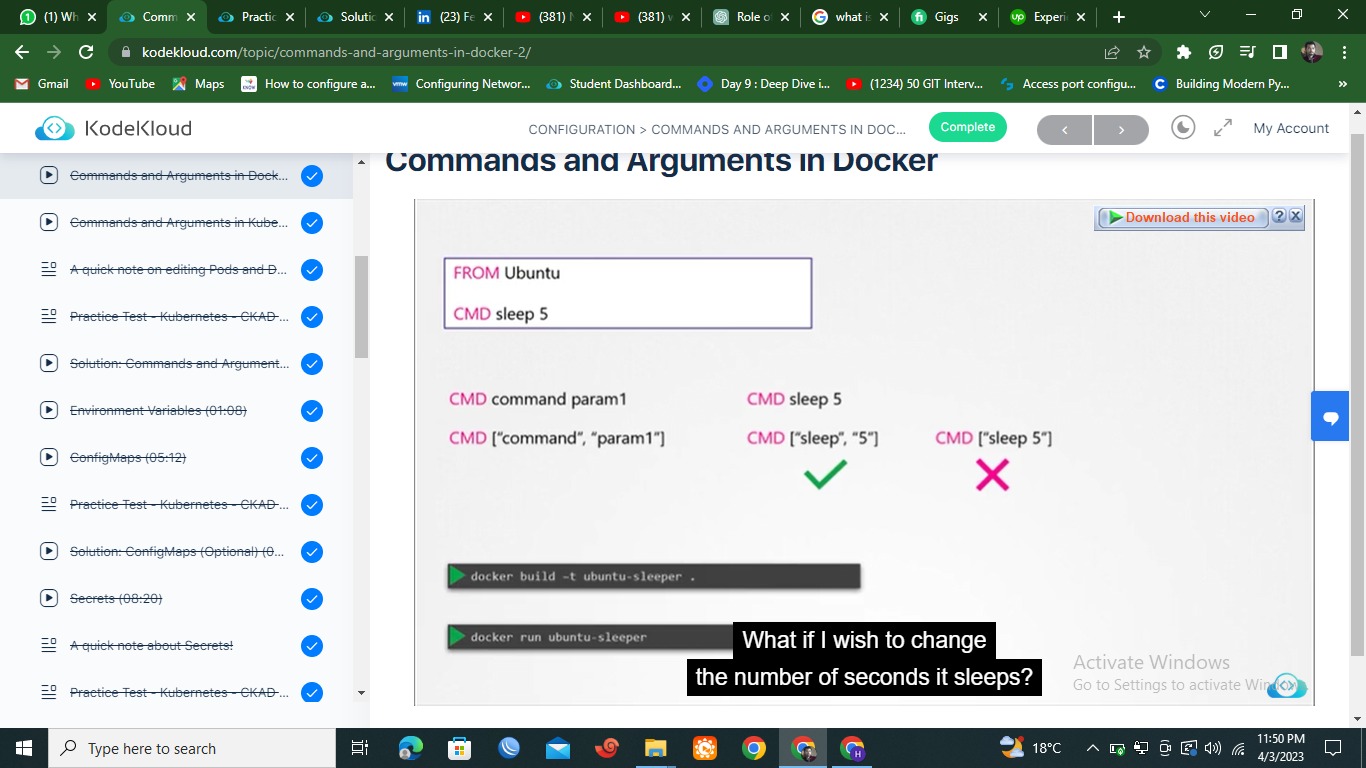 (1) Wh
Comm
Practic
Solutic
(23) Fe
(381) N
(381) w
Role o
what is
Gigs
Experi
kodekloud.com/topic/commands-and-arguments-in-docker-2/
Gmail
YouTube
Maps
How to configure a...
Configuring Networ...
Student Dashboard...
Day 9 : Deep Dive i...
(1234) 50 GIT Interv...
Access port configu...
Building Modern Py...
»
KodeKloud
CONFIGURATION > COMMANDS AND ARGUMENTS IN DOC...
Complete
My Account
Commands and Arguments in Dock...
Commands and Arguments in Kube...
A quick note on editing Pods and D...
Practice Test - Kubernetes - CKAD - ...
Solution: Commands and Argument...
Environment Variables (01:08)
ConfigMaps (05:12)
Practice Test - Kubernetes - CKAD - ...
Solution: ConfigMaps (Optional) (0...
Secrets (08:20)
A quick note about Secrets!
Practice Test - Kubernetes - CKAD - ...
Commands and Arguments in Docker
Download this video
? X
FROM Ubuntu
CMD sleep 5
CMD command param1
CMD sleep 5
CMD [“command”, “param1”]
CMD [“sleep”, “5”]
CMD [“sleep 5”]
docker build -t ubuntu-sleeper .
docker run ubuntu-sleeper
What if I wish to change
the number of seconds it sleeps?
Activate Windows
Go to Settings to activate
Type here to search
18°C
11:50 PM
4/3/2023